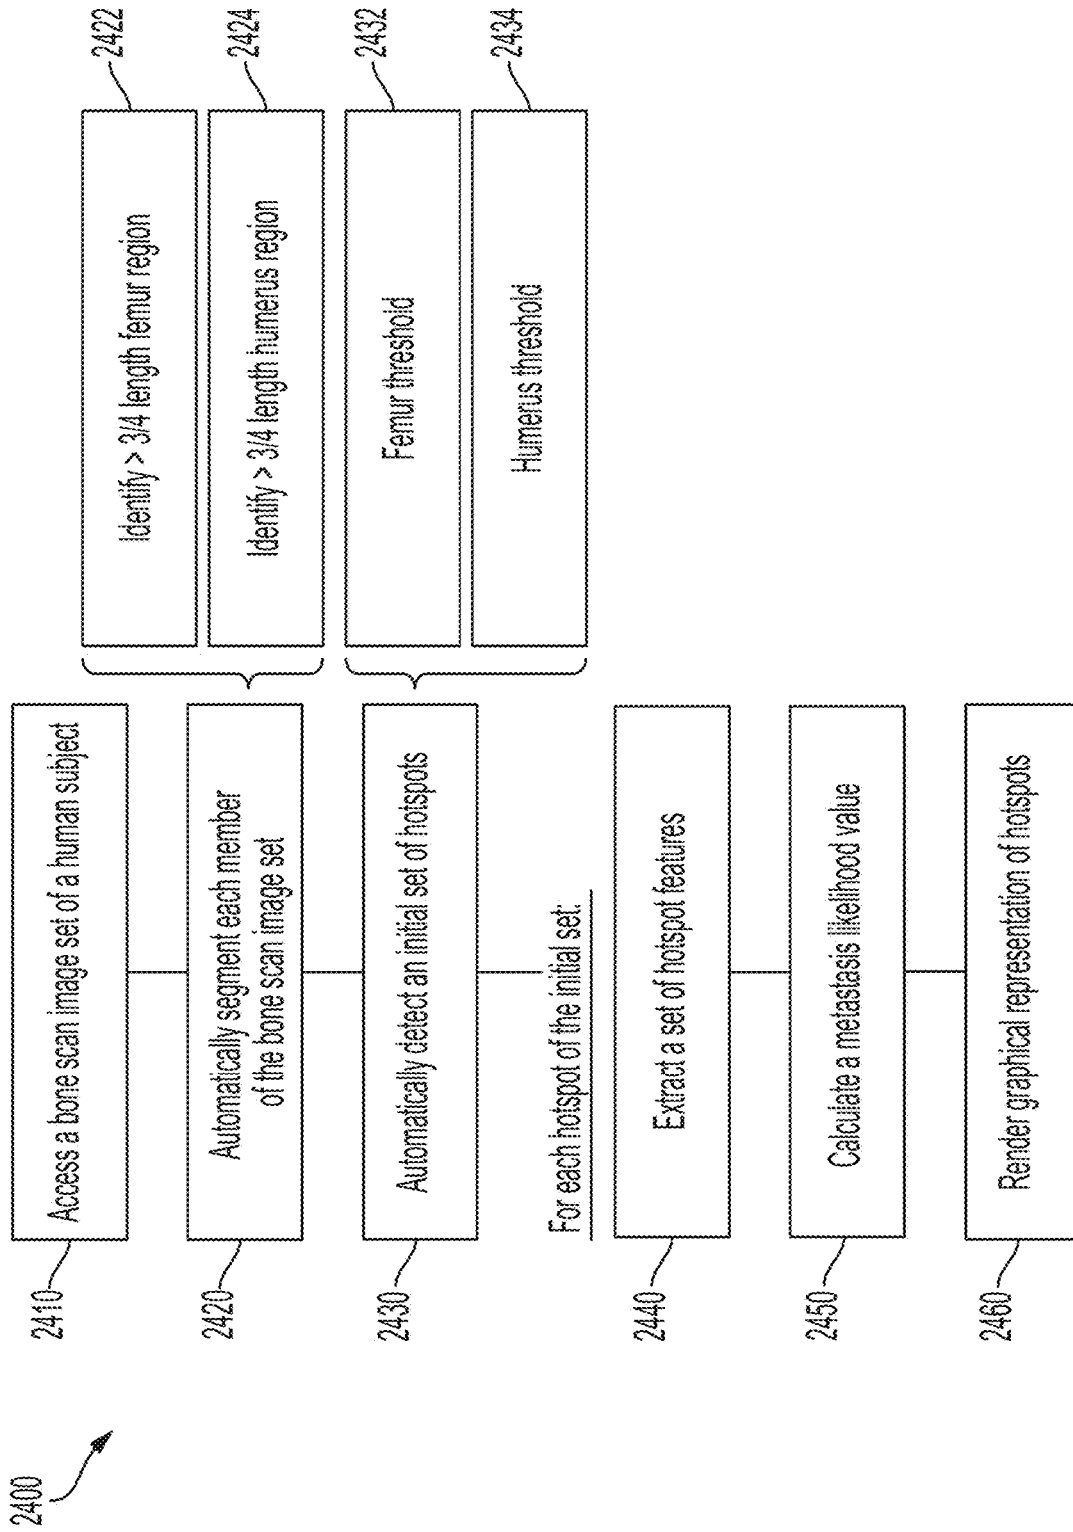 2400
2410
Access a bone scan image set of a human subject
2420
Automatically segment each member
of the bone scan image set
Identify > 3/4 length femur region
2422
Identify > 3/4 length humerus region
2424
2430
Automatically detect an initial set of hotspots
Femur threshold
2432
Humerus threshold
2434
For each hotspot of the initial set:
2440
Extract a set of hotspot features
2450
Calculate a metastasis likelihood value
2460
Render graphical representation of hotspots